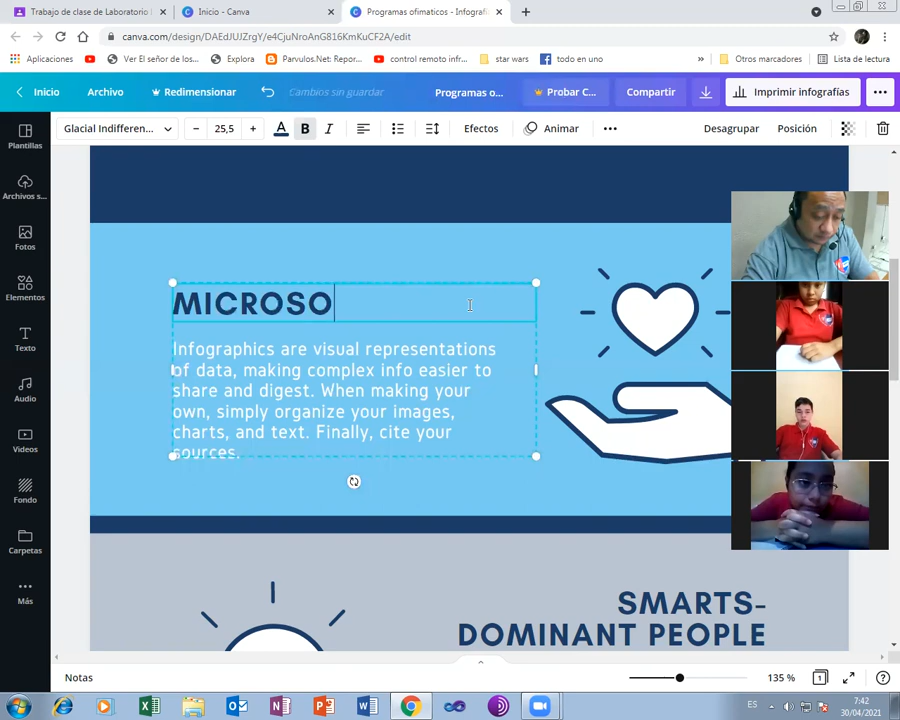 Trabajo de clase de Laboratorio
Inicio - Canva
Programas ofimaticos - Infografí
canva.com/design/DAEdJUJZrgY/e4CjuNroAnG816KmKuCF2A/edit
Aplicaciones
Ver El señor de los...
Explora
Parvulos.Net: Repor...
control remoto infr...
star wars
todo en uno
»
Otros marcadores
Lista de lectura
Inicio
Archivo
Redimensionar
Cambios sin guardar
Programas o...
Probar C...
Compartir
Imprimir infografías
Glacial Indifferen...
25,5
A
B
I
Efectos
Animar
Desagrupar
Posición
Plantillas
Archivos s...
Fotos
Elementos
Texto
Audio
Videos
Fondo
Carpetas
Más
MICROSO
Infographics are visual representations
of data, making complex info easier to
share and digest. When making your
own, simply organize your images,
charts, and text. Finally, cite your
sources.
SMARTS-
DOMINANT PEOPLE
Notas
135 %
1
ES
7:42
30/04/2021